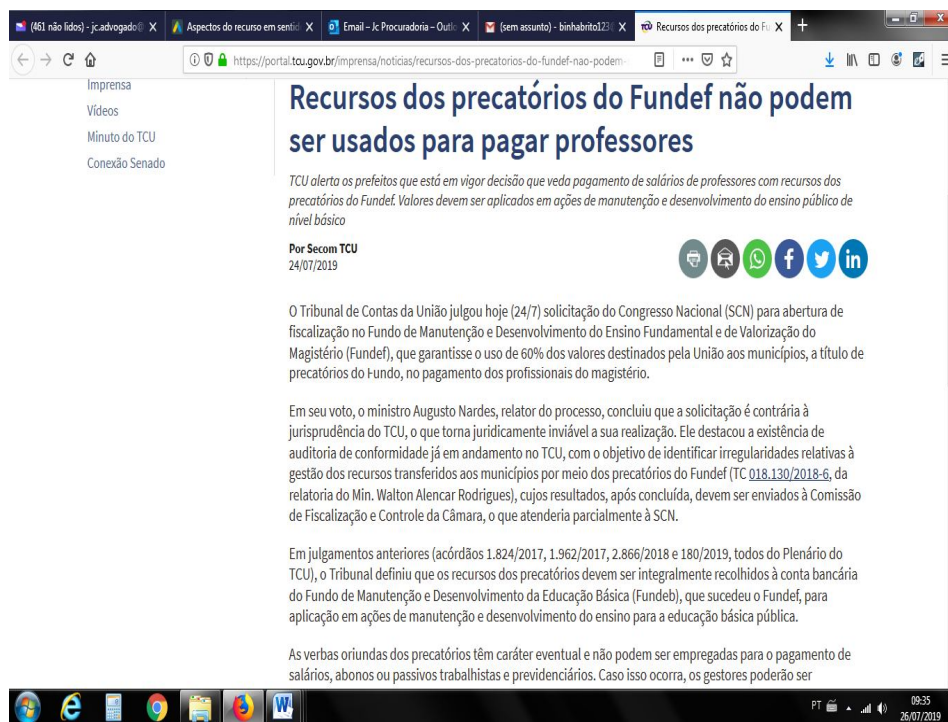 (461 não lidos) - jc.advogado@
Aspectos do recurso em sentid
Email – Jc Procuradoria – Outlo
(sem assunto) - binhabrito123@
TCU Recursos dos precatórios do Fu
https://portal.tcu.gov.br/imprensa/noticias/recursos-dos-precatorios-do-fundef-nao-podem-
Imprensa
Vídeos
Minuto do TCU
Conexão Senado
Recursos dos precatórios do Fundef não podem
ser usados para pagar professores
TCU alerta os prefeitos que está em vigor decisão que veda pagamento de salários de professores com recursos dos
precatórios do Fundef. Valores devem ser aplicados em ações de manutenção e desenvolvimento do ensino público de
nível básico
Por Secom TCU
24/07/2019
O Tribunal de Contas da União julgou hoje (24/7) solicitação do Congresso Nacional (SCN) para abertura de
fiscalização no Fundo de Manutenção e Desenvolvimento do Ensino Fundamental e de Valorização do
Magistério (Fundef), que garantisse o uso de 60% dos valores destinados pela União aos municípios, a título de
precatórios do Fundo, no pagamento dos profissionais do magistério.
Em seu voto, o ministro Augusto Nardes, relator do processo, concluiu que a solicitação é contrária à
jurisprudência do TCU, o que torna juridicamente inviável a sua realização. Ele destacou a existência de
auditoria de conformidade já em andamento no TCU, com o objetivo de identificar irregularidades relativas à
gestão dos recursos transferidos aos municípios por meio dos precatórios do Fundef (TC 018.130/2018-6, da
relatoria do Min. Walton Alencar Rodrigues), cujos resultados, após concluída, devem ser enviados à Comissão
de Fiscalização e Controle da Câmara, o que atenderia parcialmente à SCN.
Em julgamentos anteriores (acórdãos 1.824/2017, 1.962/2017, 2.866/2018 e 180/2019, todos do Plenário do
TCU), o Tribunal definiu que os recursos dos precatórios devem ser integralmente recolhidos à conta bancária
do Fundo de Manutenção e Desenvolvimento da Educação Básica (Fundeb), que sucedeu o Fundef, para
aplicação em ações de manutenção e desenvolvimento do ensino para a educação básica pública.
As verbas oriundas dos precatórios têm caráter eventual e não podem ser empregadas para o pagamento de
salários, abonos ou passivos trabalhistas e previdenciários. Caso isso ocorra, os gestores poderão ser
PT
09:35
26/07/2019